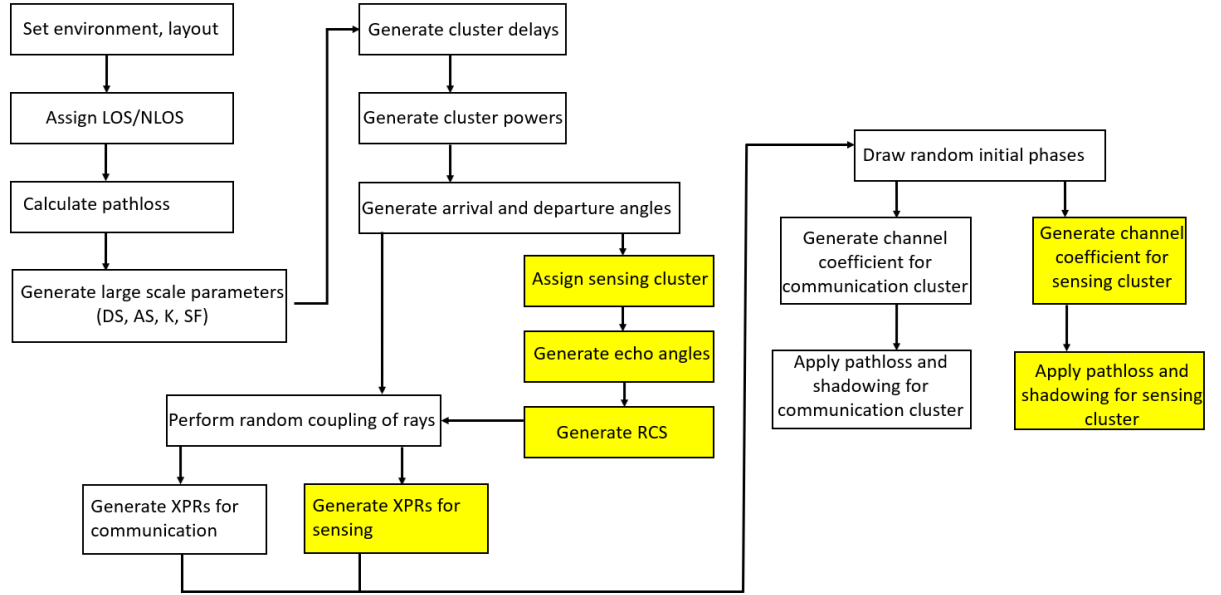 Set environment, layout
Assign LOS/NLOS
Calculate pathloss
Generate large scale parameters
(DS, AS, K, SF)
Generate cluster delays
Generate cluster powers
Generate arrival and departure angles
Assign sensing cluster
Generate echo angles
Generate RCS
Perform random coupling of rays
Generate XPRs for
communication
Generate XPRs for
sensing
Draw random initial phases
Generate channel
coefficient for
communication cluster
Apply pathloss and
shadowing for
communication cluster
Generate channel
coefficient for
sensing cluster
Apply pathloss and
shadowing for sensing
cluster